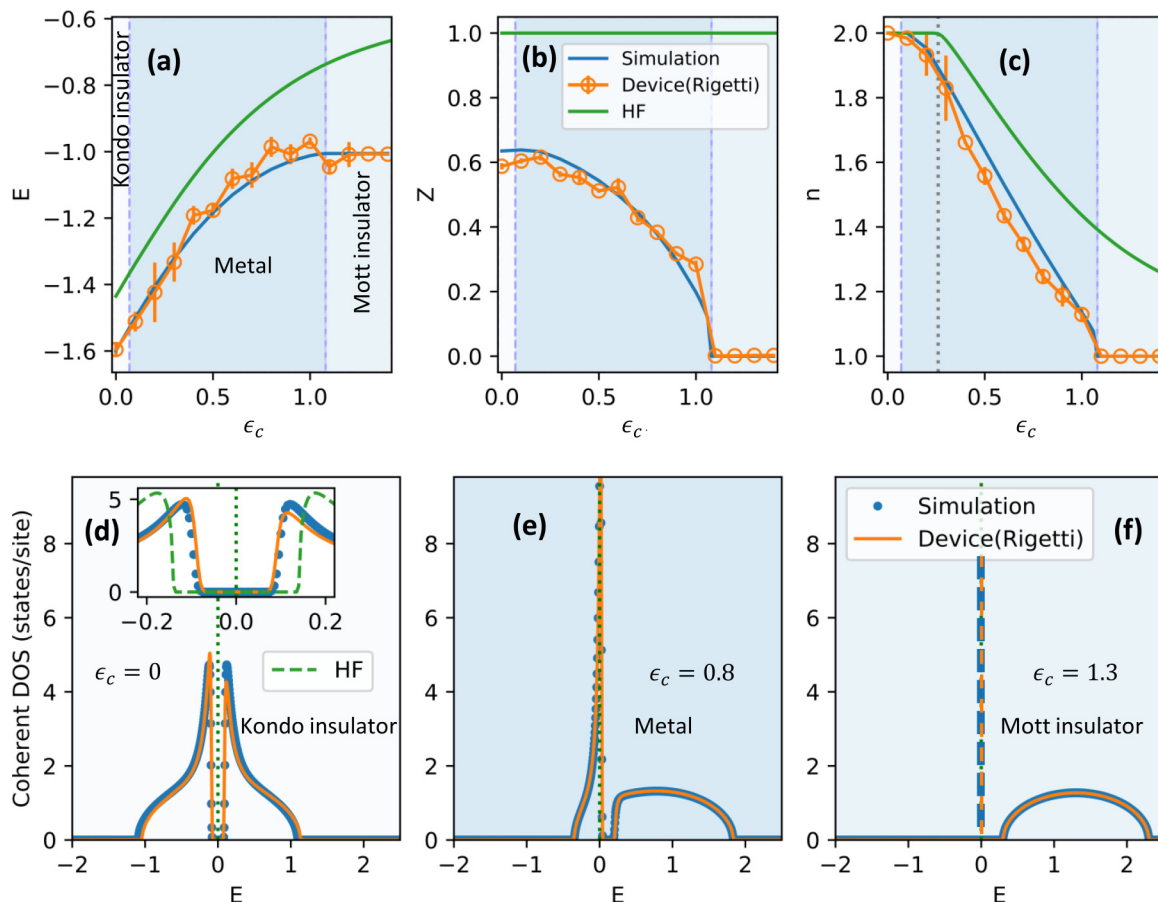 (a)
Kondo insulator
Metal
Mott insulator
−0.6
−0.8
−1.0
−1.2
−1.4
−1.6
E
0.0 0.5 1.0
ϵc
(b)
Simulation
Device(Rigetti)
HF
1.0
0.8
0.6
0.4
0.2
0.0
Z
0.0 0.5 1.0
ϵc.
(c)
2.0
1.8
1.6
1.4
1.2
1.0
n
0.0 0.5 1.0
ϵc
(d)
5
0
−0.2 0.0 0.2
ϵc = 0
HF
Kondo insulator
8
6
4
2
0
Coherent DOS (states/site)
−2 −1 0 1 2
E
(e)
ϵc = 0.8
Metal
8
6
4
2
0
−2 −1 0 1 2
E
Simulation
Device(Rigetti)
(f)
ϵc = 1.3
Mott insulator
8
6
4
2
0
−2 −1 0 1 2
E